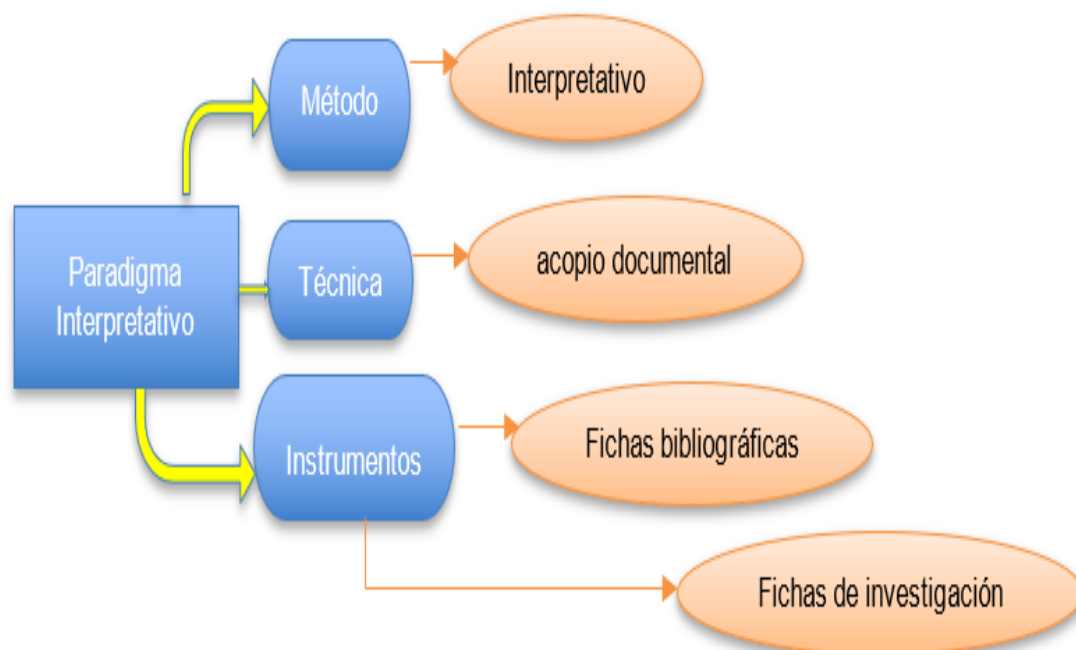 Método
Interpretativo
Paradigma
Interpretativo
Técnica
acopio documental
Instrumentos
Fichas bibliográficas
Fichas de investigación